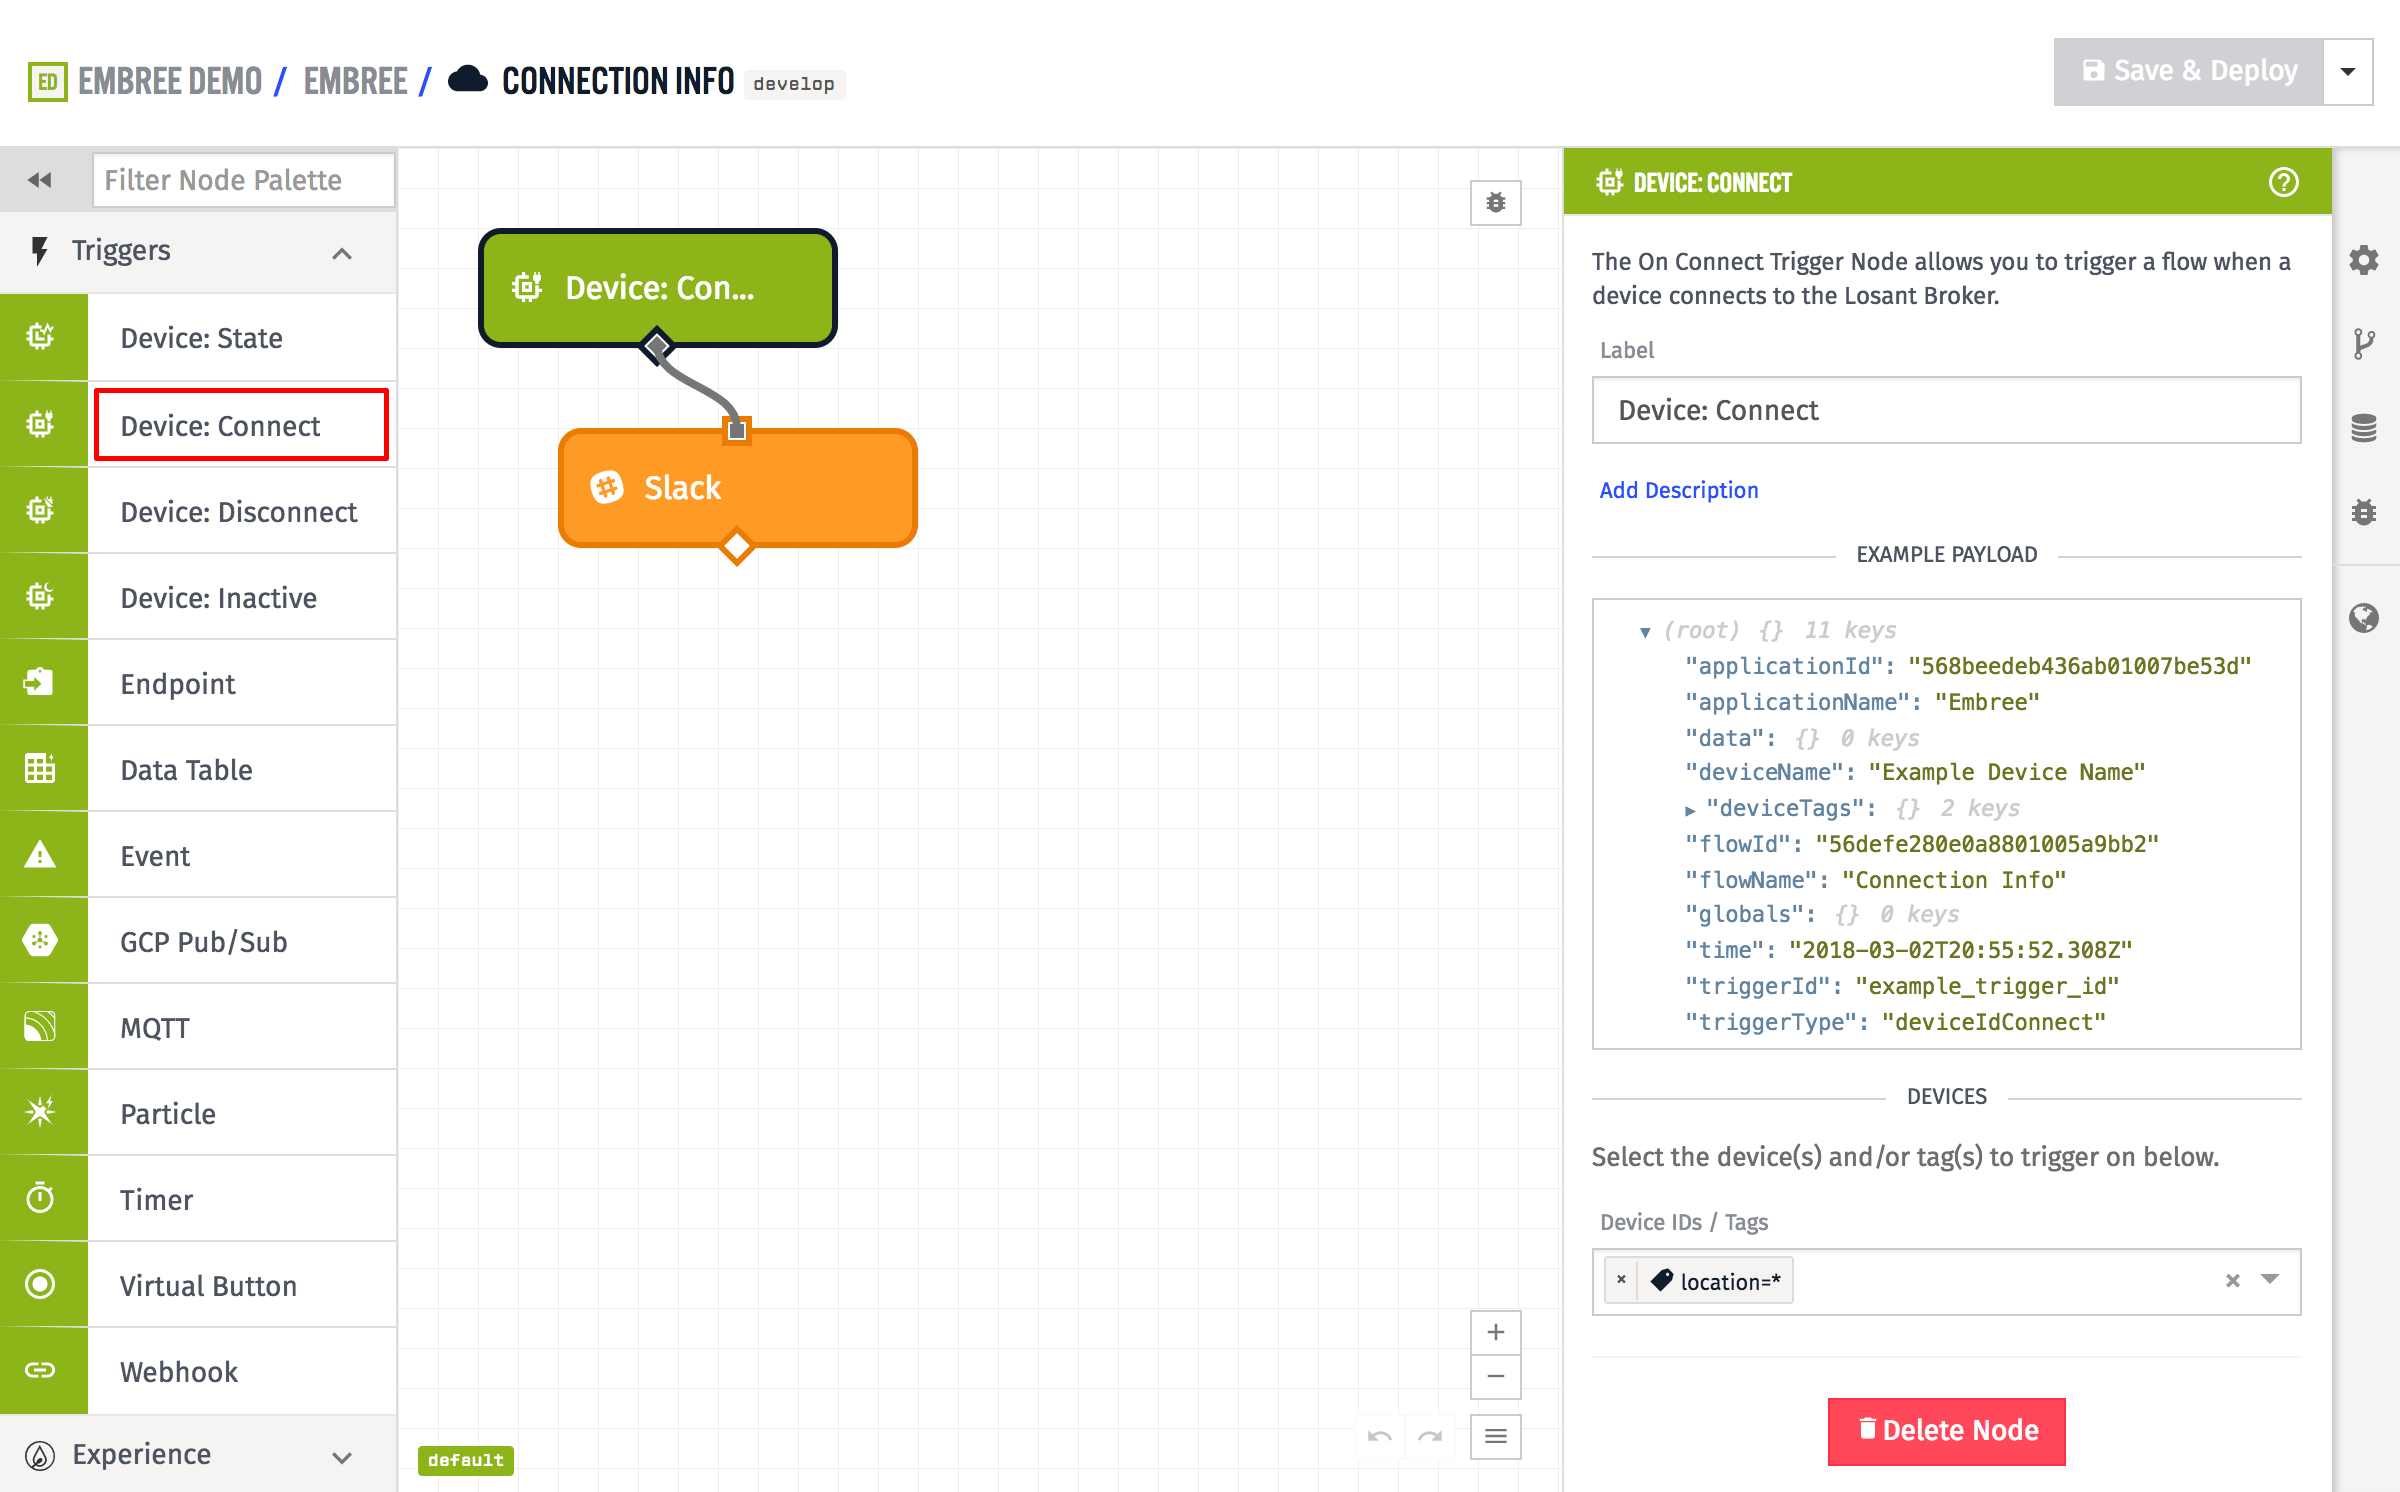 ED EMBREE DEMO / EMBREE / CONNECTION INFO develop
Save & Deploy
Filter Node Palette
Triggers
Device: State
Device: Connect
Device: Disconnect
Device: Inactive
Endpoint
Data Table
Event
GCP Pub/Sub
MQTT
Particle
Timer
Virtual Button
Webhook
Experience
Device: Con...
Slack
default
DEVICE: CONNECT
The On Connect Trigger Node allows you to trigger a flow when a
device connects to the Losant Broker.
Label
Device: Connect
Add Description
EXAMPLE PAYLOAD
(root) {} 11 keys
"applicationId": "568beedeb436ab01007be53d"
"applicationName": "Embree"
"data": {} 0 keys
"deviceName": "Example Device Name"
"deviceTags": {} 2 keys
"flowId": "56defe280e0a8801005a9bb2"
"flowName": "Connection Info"
"globals": {} 0 keys
"time": "2018-03-02T20:55:52.308Z"
"triggerId": "example_trigger_id"
"triggerType": "deviceIdConnect"
DEVICES
Select the device(s) and/or tag(s) to trigger on below.
Device IDs / Tags
× location=*
Delete Node